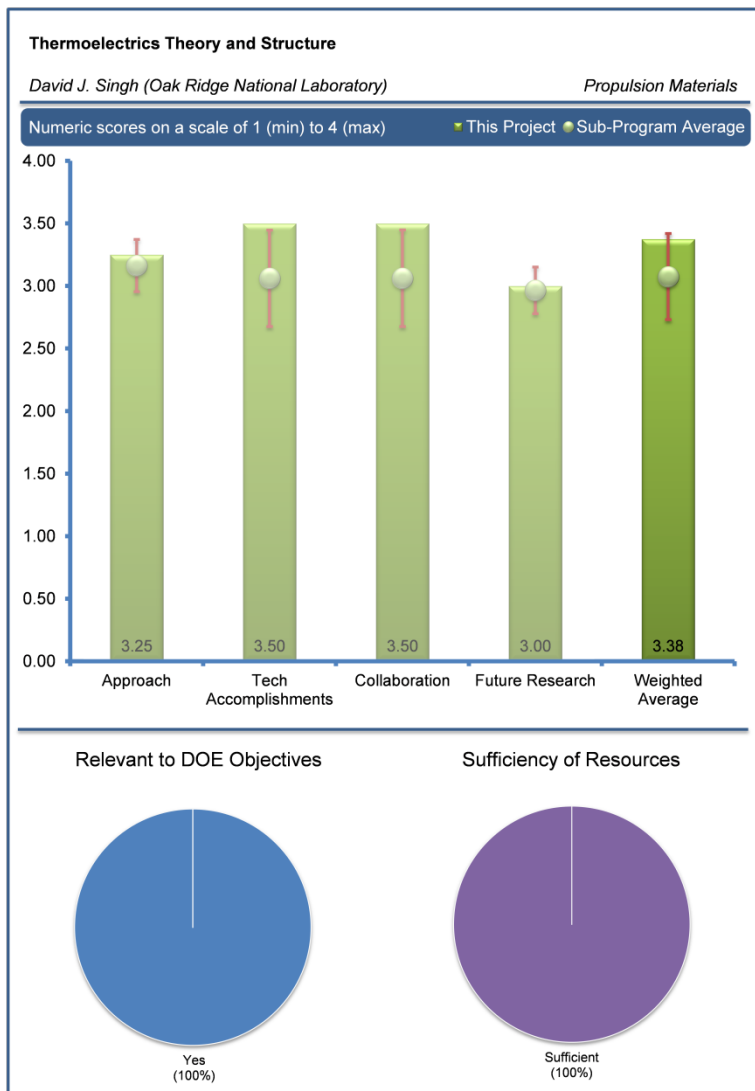 Thermoelectrics Theory and Structure
David J. Singh (Oak Ridge National Laboratory) Propulsion Materials
Numeric scores on a scale of 1 (min) to 4 (max) This Project Sub-Program Average
4.00
3.50
3.00
2.50
2.00
1.50
1.00
0.50
0.00
3.25 3.50 3.50 3.00 3.38
Approach Tech Collaboration Future Research Weighted
Accomplishments Average
Relevant to DOE Objectives Sufficiency of Resources
Yes Sufficient
(100%) (100%)